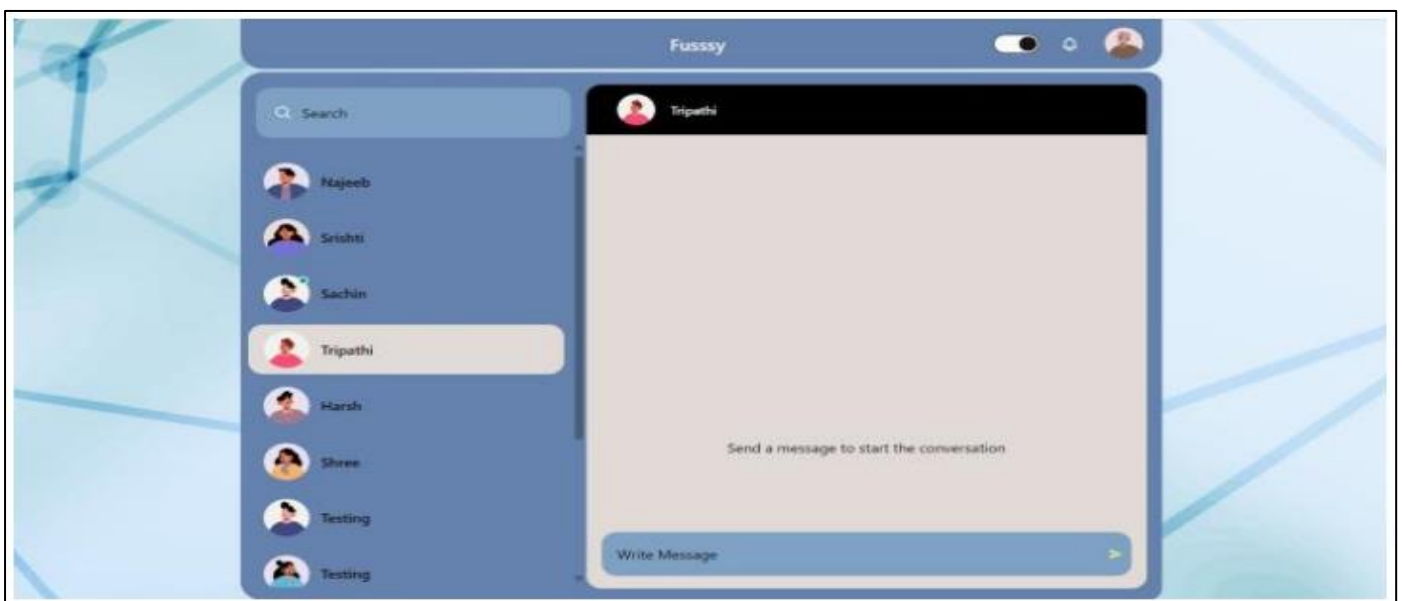 Fusssy
Search
Najeeb
Srishti
Sachin
Tripathi
Harsh
Shree
Testing
Testing
Tripathi
Send a message to start the conversation
Write Message